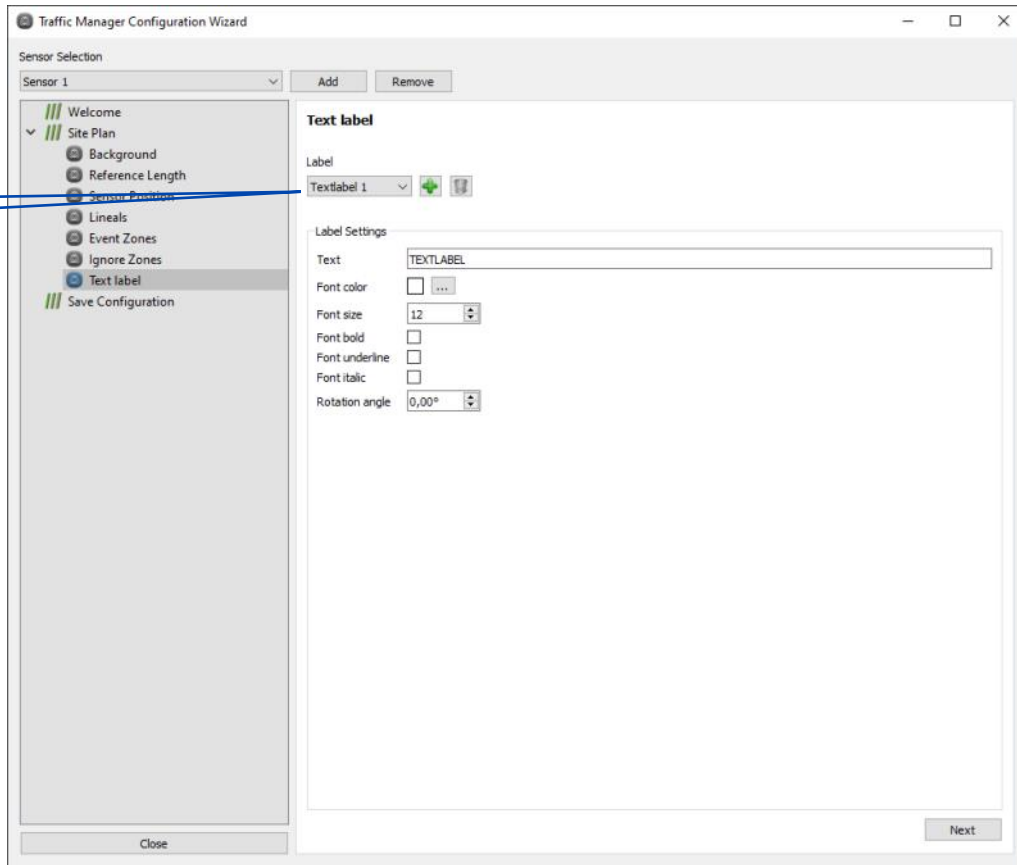 Traffic Manager Configuration Wizard
Sensor Selection
Sensor 1
Add
Remove
Welcome
Site Plan
Background
Reference Length
Sensor Position
Lineals
Event Zones
Ignore Zones
Text label
Save Configuration
Close
Text label
Label
Textlabel 1
Label Settings
Text TEXTLABEL
Font color ...
Font size 12
Font bold
Font underline
Font italic
Rotation angle 0,00°
Next